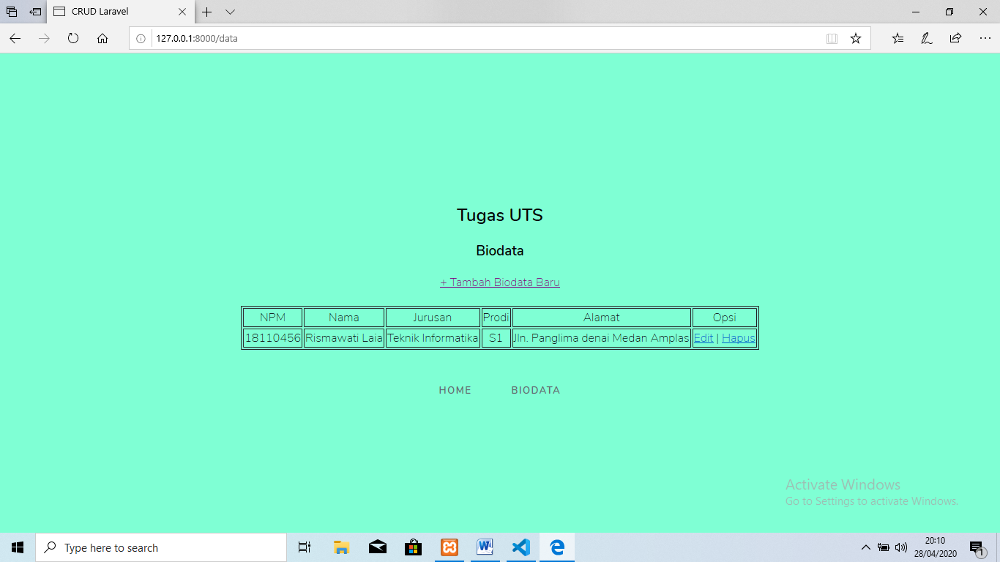 CRUD Laravel
127.0.0.1:8000/data
Tugas UTS
Biodata
+ Tambah Biodata Baru
NPM Nama Jurusan Prodi Alamat Opsi
18110456 Rismawati Laia Teknik Informatika S1 Jln. Panglima denai Medan Amplas Edit | Hapus
HOME BIODATA
Activate Windows
Go to Settings to activate Windows.
Type here to search
20:10
28/04/2020
1